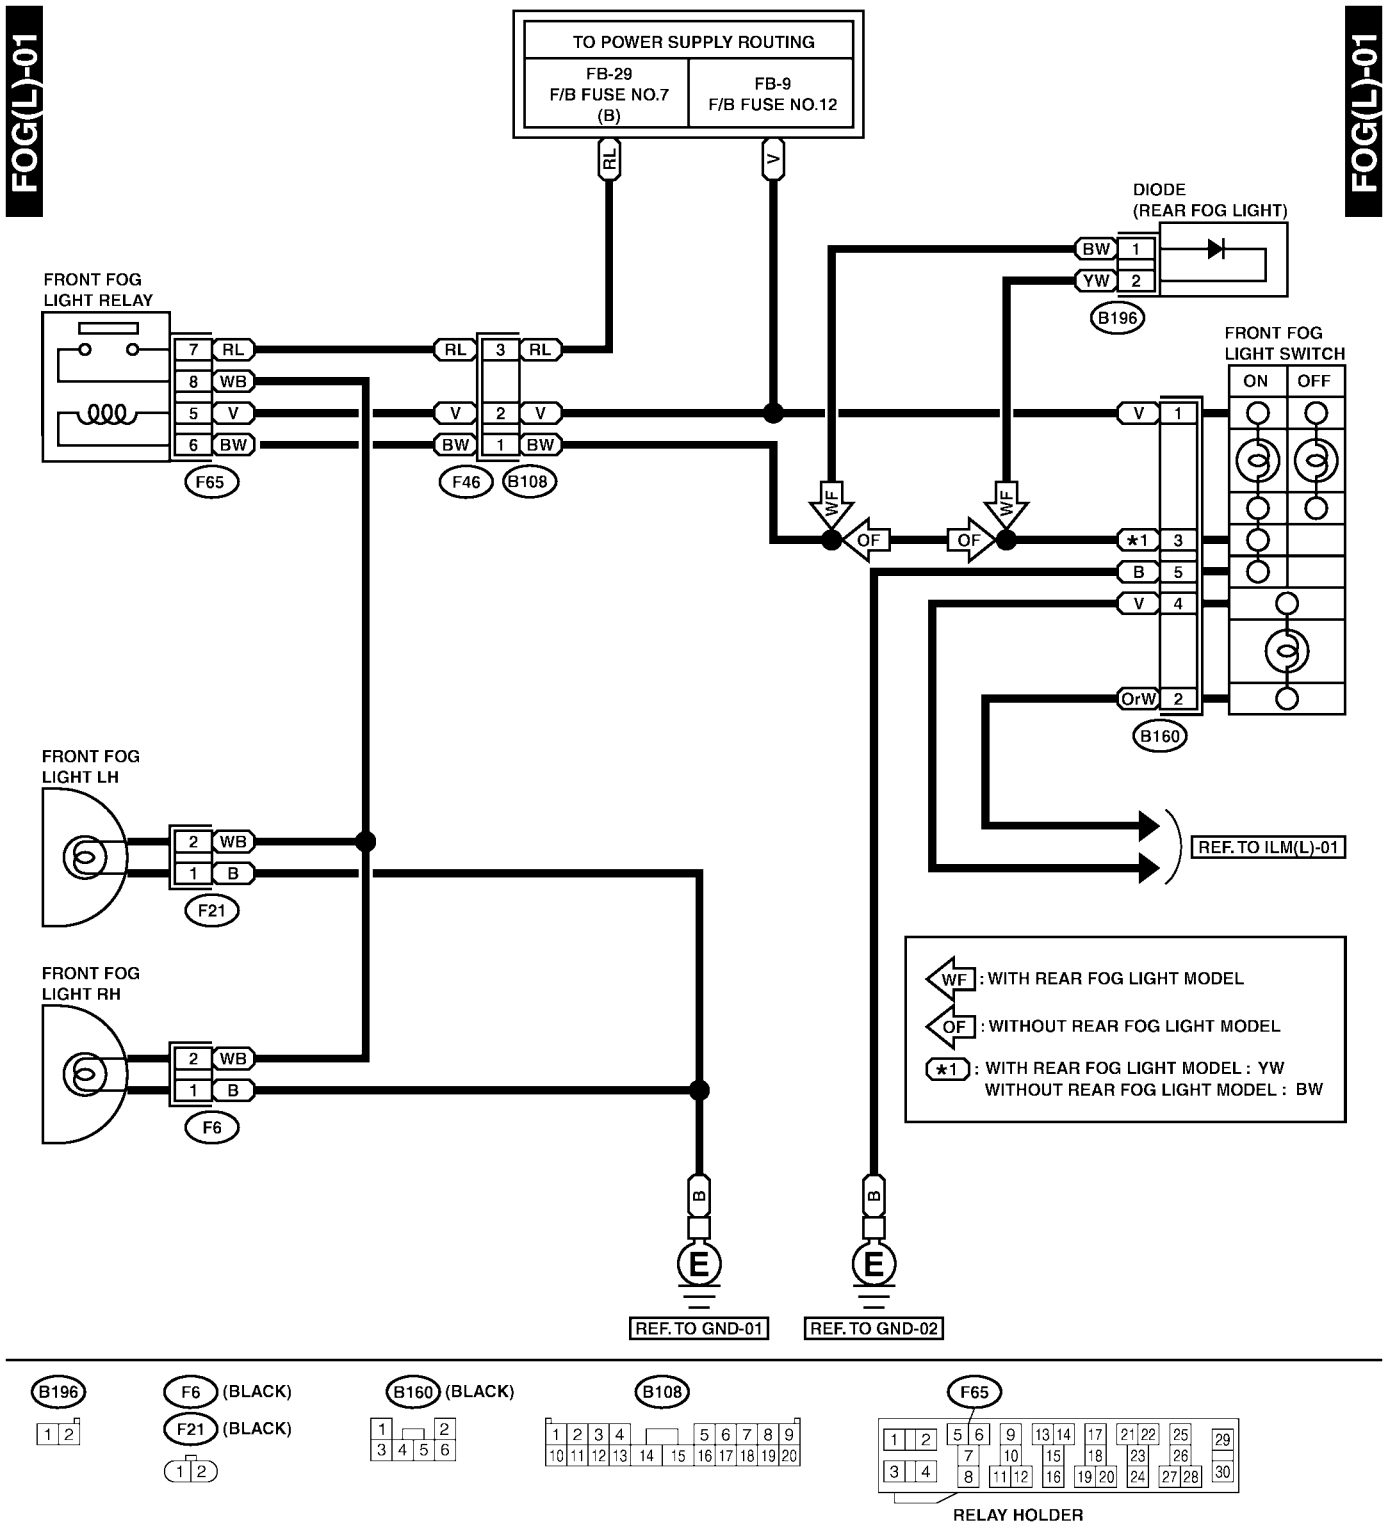 FOG(L)-01
FOG(L)-01
TO POWER SUPPLY ROUTING
FB-29
F/B FUSE NO.7
(B)
FB-9
F/B FUSE NO.12
RL
V
DIODE
(REAR FOG LIGHT)
BW 1
YW 2
B196
FRONT FOG
LIGHT RELAY
7 RL
8 WB
5 V
6 BW
F65
RL 3 RL
V 2 V
BW 1 BW
F46 B108
FRONT FOG
LIGHT SWITCH
ON OFF
V 1
WF
WF
OF
OF
*1 3
B 5
V 4
OrW 2
B160
REF. TO ILM(L)-01
FRONT FOG
LIGHT LH
2 WB
1 B
F21
FRONT FOG
LIGHT RH
2 WB
1 B
F6
WF : WITH REAR FOG LIGHT MODEL
OF : WITHOUT REAR FOG LIGHT MODEL
*1 : WITH REAR FOG LIGHT MODEL : YW
WITHOUT REAR FOG LIGHT MODEL : BW
B
B
E
E
REF. TO GND-01
REF. TO GND-02
B196
1 2
F6 (BLACK)
F21 (BLACK)
1 2
B160 (BLACK)
1 2
3 4 5 6
B108
1 2 3 4 5 6 7 8 9
10 11 12 13 14 15 16 17 18 19 20
F65
1 2 5 6 9 13 14 17 21 22 25 29
7 10 15 18 23 26
3 4 8 11 12 16 19 20 24 27 28 30
RELAY HOLDER